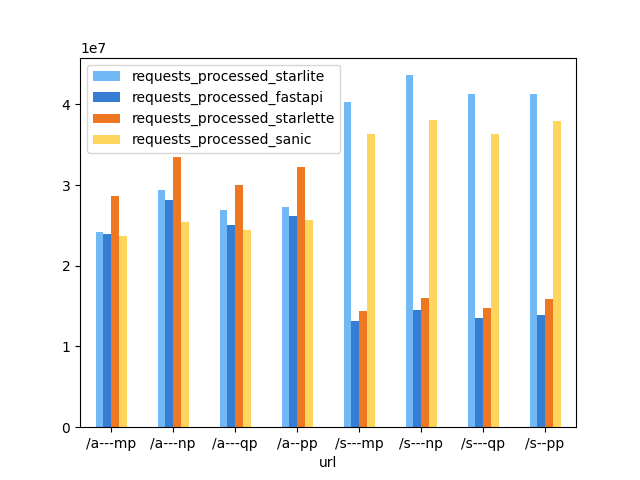 1e7
requests_processed_starlite
requests_processed_fastapi
requests_processed_starlette
requests_processed_sanic
4
3
2
1
0
/a---mp /a---np /a---qp /a--pp /s---mp /s---np /s---qp /s--pp
url